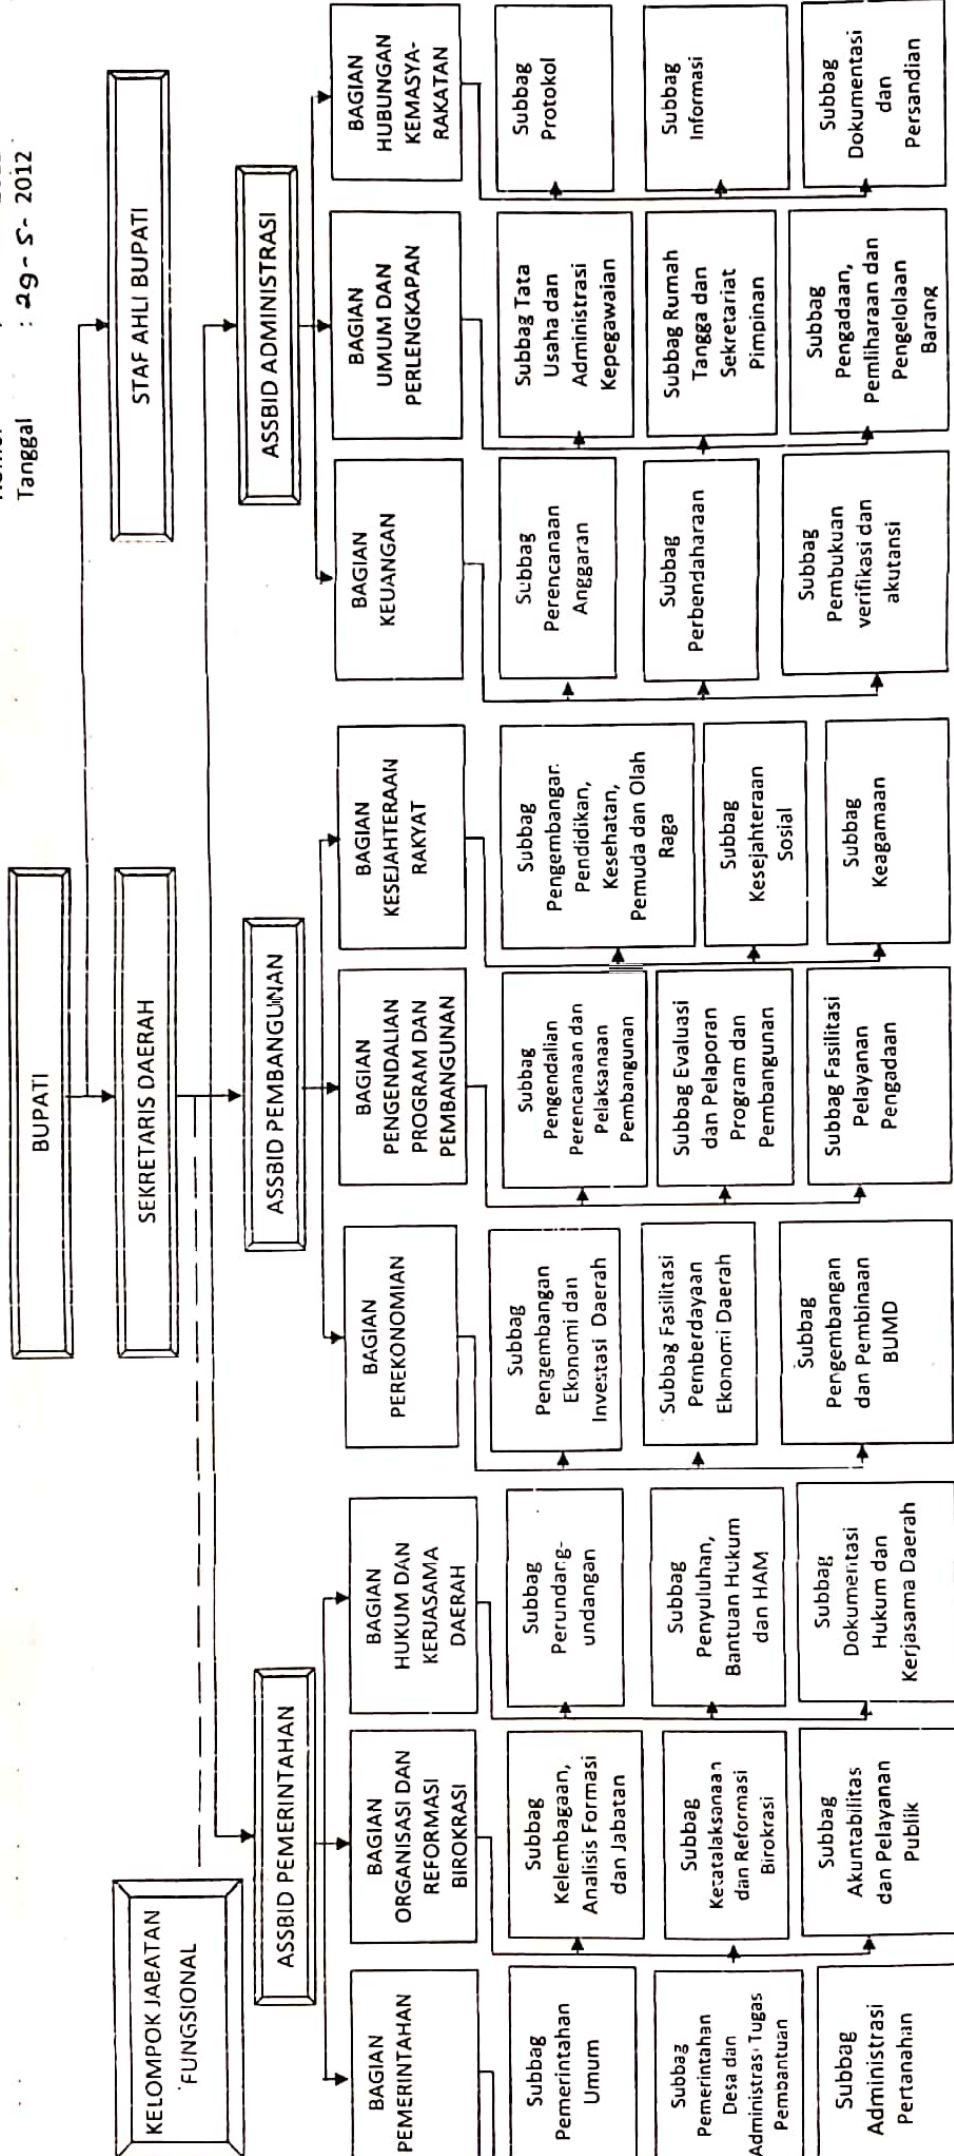 Tanggal : 29-5-2012
BUPATI
STAF AHLI BUPATI
SEKRETARIS DAERAH
KELOMPOK JABATAN
FUNGSIONAL
ASSBID PEMERINTAHAN
ASSBID PEMBANGUNAN
ASSBID ADMINISTRASI
BAGIAN
PEMERINTAHAN
BAGIAN
ORGANISASI DAN
REFORMASI
BIROKRASI
BAGIAN
HUKUM DAN
KERJASAMA
DAERAH
BAGIAN
PEREKONOMIAN
BAGIAN
PENGENDALIAN
PROGRAM DAN
PEMBANGUNAN
BAGIAN
KESEJAHTERAAN
RAKYAT
BAGIAN
KEUANGAN
BAGIAN
UMUM DAN
PERLENGKAPAN
BAGIAN
HUBUNGAN
KEMASYA-
RAKATAN
Subbag
Pemerintahan
Umum
Subbag
Kelembagaan,
Analisis Formasi
dan Jabatan
Subbag
Perundang-
undangan
Subbag
Pengembangan
Ekonomi dan
Investasi Daerah
Subbag
Pengendalian
Perencanaan dan
Pelaksanaan
Pembangunan
Subbag
Pengembangan
Pendidikan,
Kesehatan,
Pemuda dan Olah
Raga
Subbag
Perencanaan
Anggaran
Subbag Tata
Usaha dan
Administrasi
Kepegawaian
Subbag
Protokol
Subbag
Pemerintahan
Desa dan
Administrasi Tugas
Pembantuan
Subbag
Ketatalaksanaan
dan Reformasi
Birokrasi
Subbag
Penyuluhan,
Bantuan Hukum
dan HAM
Subbag Fasilitasi
Pemberdayaan
Ekonomi Daerah
Subbag Evaluasi
dan Pelaporan
Program dan
Pembangunan
Subbag
Kesejahteraan
Sosial
Subbag
Perbendaharaan
Subbag Rumah
Tangga dan
Sekretariat
Pimpinan
Subbag
Informasi
Subbag
Administrasi
Pertanahan
Subbag
Akuntabilitas
dan Pelayanan
Publik
Subbag
Dokumentasi
Hukum dan
Kerjasama Daerah
Subbag
Pengembangan
dan Pembinaan
BUMD
Subbag Fasilitasi
Pelayanan
Pengadaan
Subbag
Keagamaan
Subbag
Pembukuan
verifikasi dan
akutansi
Subbag
Pengadaan,
Pemliharaan dan
Pengelolaan
Barang
Subbag
Dokumentasi
dan
Persandian